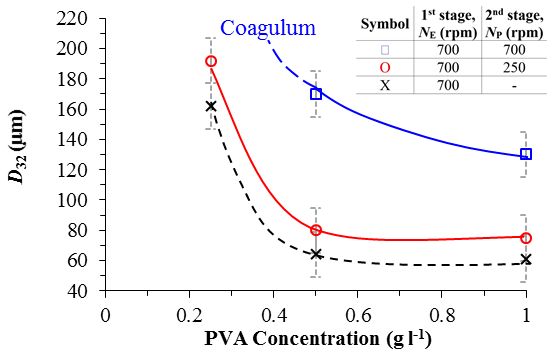 220
200
180
160
140
120
100
80
60
40
D32 (µm)
Coagulum
Symbol 1st stage, NE (rpm) 2nd stage, NP (rpm)
□ 700 700
O 700 250
X 700 -
0 0.2 0.4 0.6 0.8 1
PVA Concentration (g l-1)